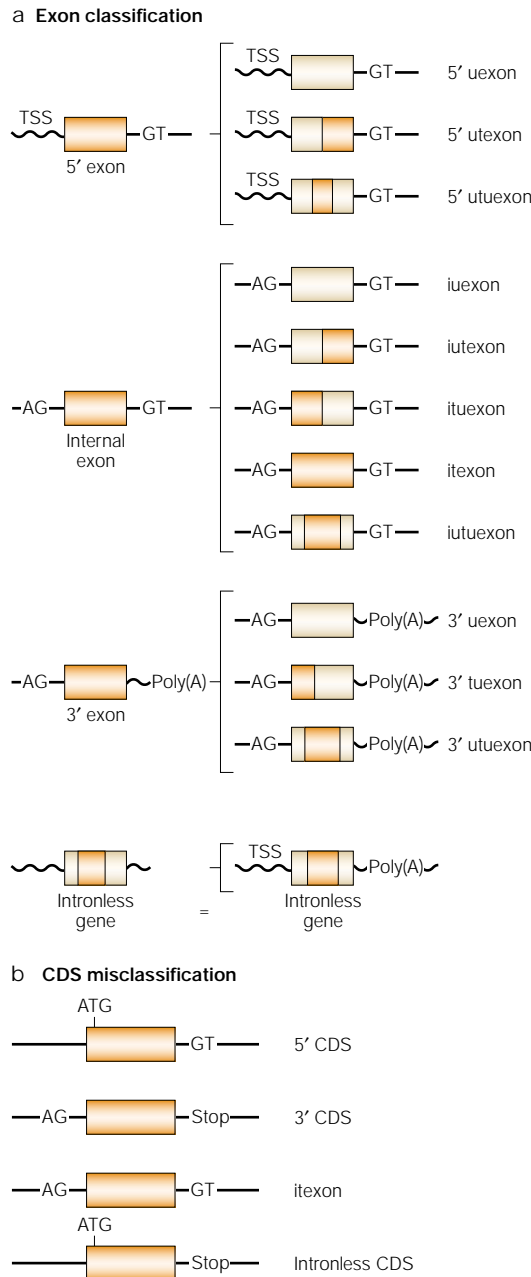 a Exon classification
TSS
GT
5′ exon
TSS
GT
5′ uexon
TSS
GT
5′ utexon
TSS
GT
5′ utuexon
AG
GT
Internal
exon
AG
GT
iuexon
AG
GT
iutexon
AG
GT
ituexon
AG
GT
itexon
AG
GT
iutuexon
AG
Poly(A)
3′ exon
AG
Poly(A)
3′ uexon
AG
Poly(A)
3′ tuexon
AG
Poly(A)
3′ utuexon
Intronless
gene
=
TSS
Poly(A)
Intronless
gene
b CDS misclassification
ATG
GT
5′ CDS
AG
Stop
3′ CDS
AG
GT
itexon
ATG
Stop
Intronless CDS